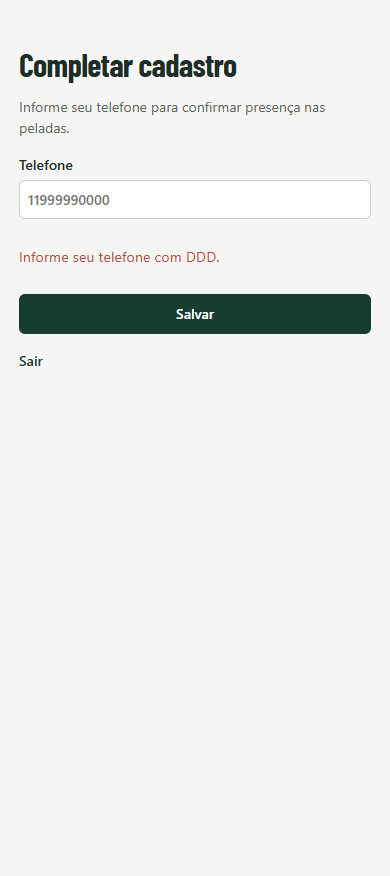 Completar cadastro
Informe seu telefone para confirmar presença nas
peladas.
Telefone
11999990000
Informe seu telefone com DDD.
Salvar
Sair